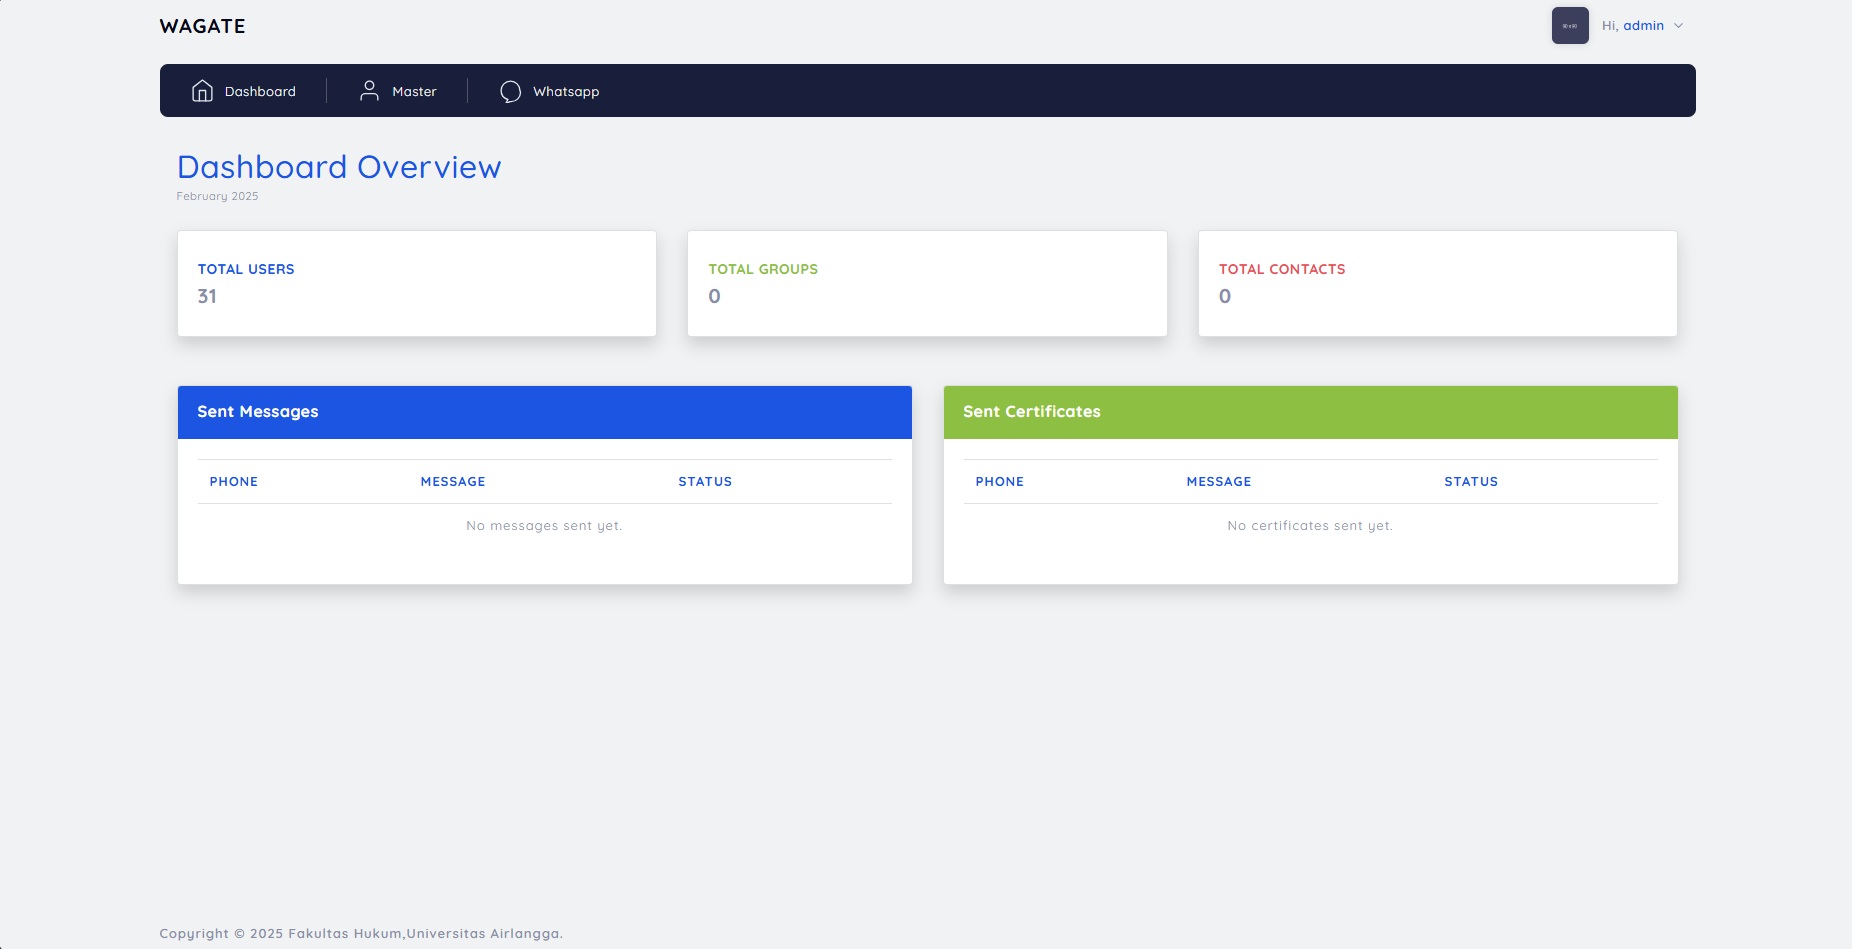 WAGATE
Hi, admin
Dashboard
Master
Whatsapp
Dashboard Overview
February 2025
TOTAL USERS
31
TOTAL GROUPS
0
TOTAL CONTACTS
0
Sent Messages
PHONE MESSAGE STATUS
No messages sent yet.
Sent Certificates
PHONE MESSAGE STATUS
No certificates sent yet.
Copyright © 2025 Fakultas Hukum,Universitas Airlangga.